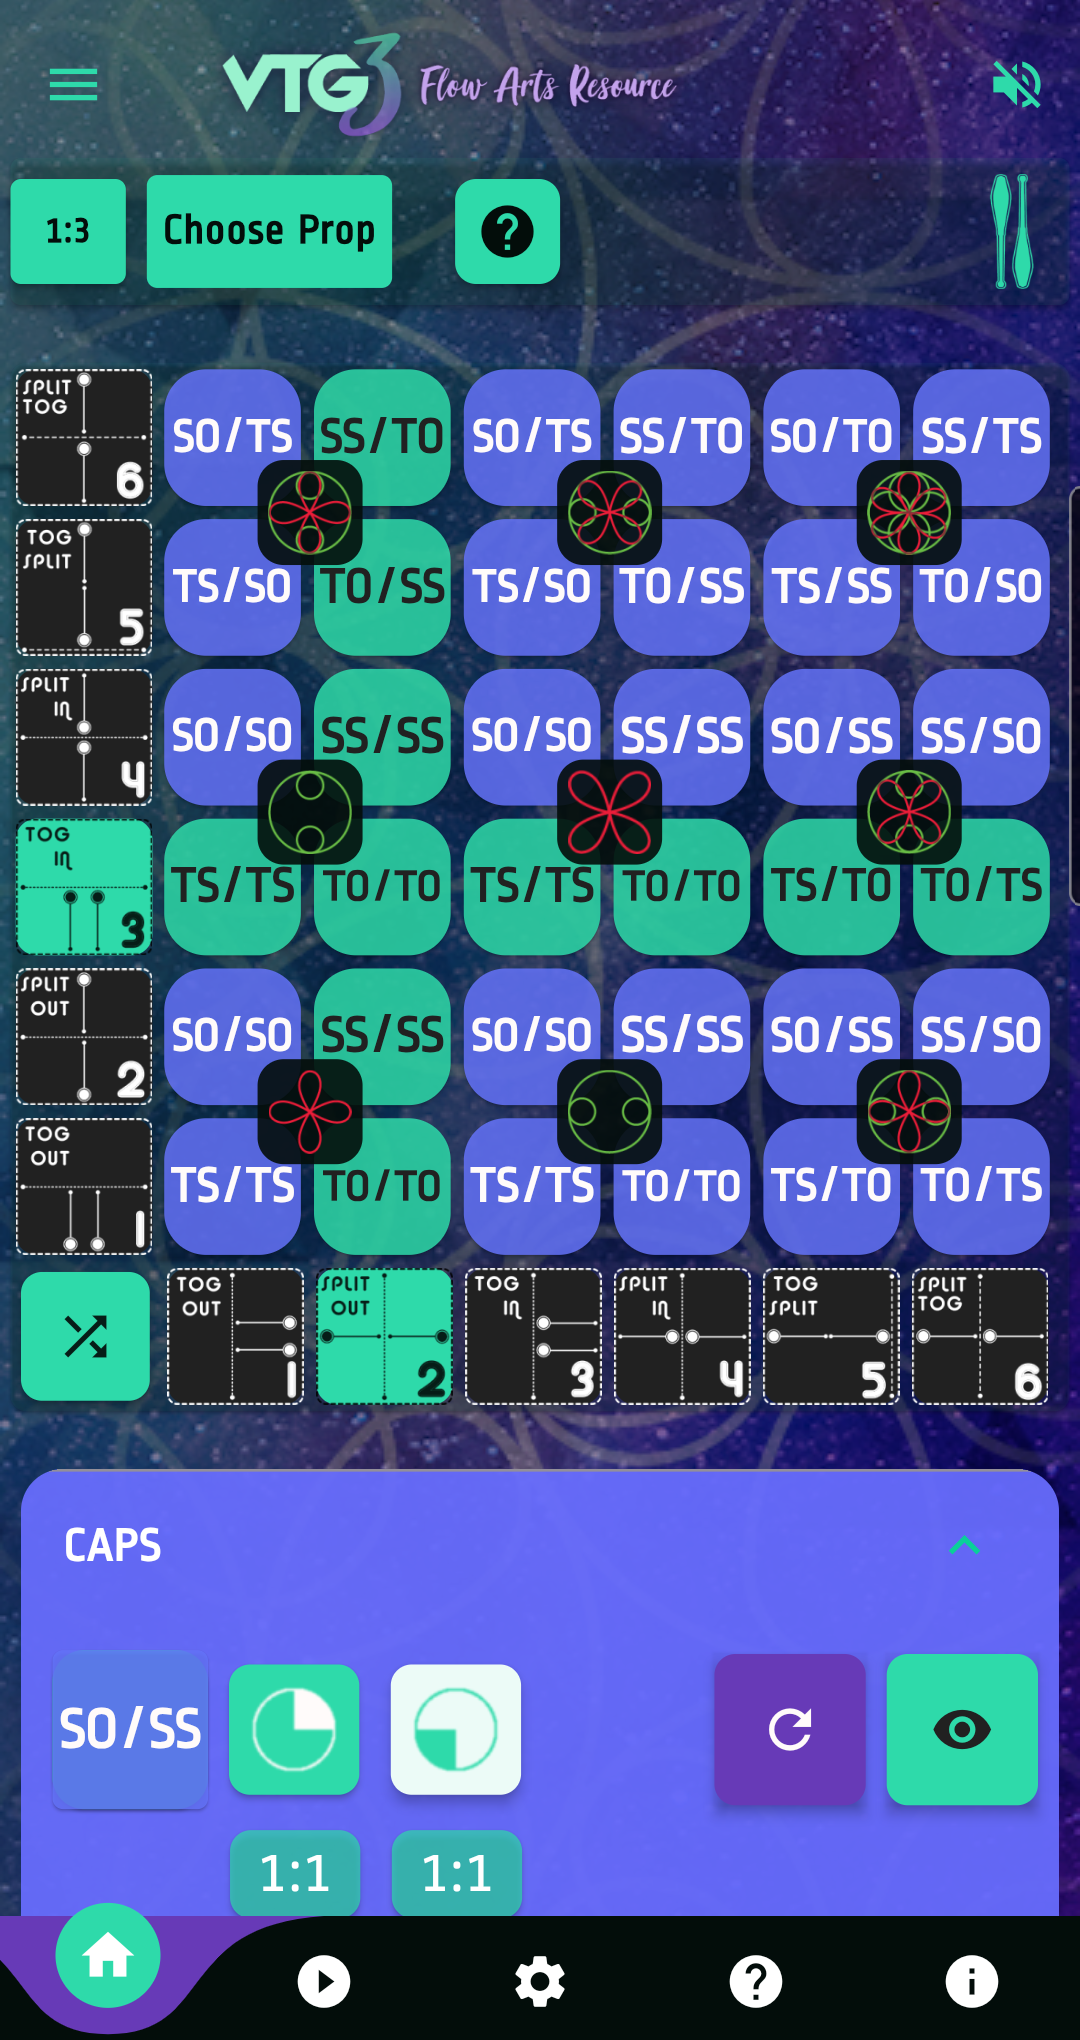 VTG3 Flow Arts Resource
1:3 Choose Prop ?
SPLIT
TOG
6
SO/TS SS/TO SO/TS SS/TO SO/TO SS/TS
TOG
SPLIT
5
TS/SO TO/SS TS/SO TO/SS TS/SS TO/SO
SPLIT
IN
4
SO/SO SS/SS SO/SO SS/SS SO/SS SS/SO
TOG
IN
3
TS/TS TO/TO TS/TS TO/TO TS/TO TO/TS
SPLIT
OUT
2
SO/SO SS/SS SO/SO SS/SS SO/SS SS/SO
TOG
OUT
1
TS/TS TO/TO TS/TS TO/TO TS/TO TO/TS
TOG
OUT
1
SPLIT
OUT
2
TOG
IN
3
SPLIT
IN
4
TOG
SPLIT
5
SPLIT
TOG
6
CAPS
SO/SS
1:1 1:1
? i